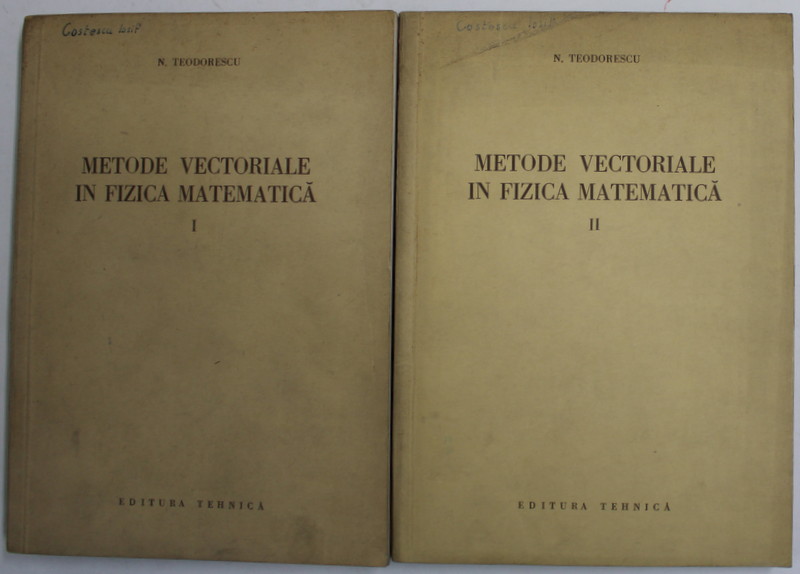 Costescu Iosif
N. TEODORESCU
METODE VECTORIALE
IN FIZICA MATEMATICĂ
I
EDITURA TEHNICĂ
Costescu
N. TEODORESCU
METODE VECTORIALE
IN FIZICA MATEMATICĂ
II
EDITURA TEHNICĂ